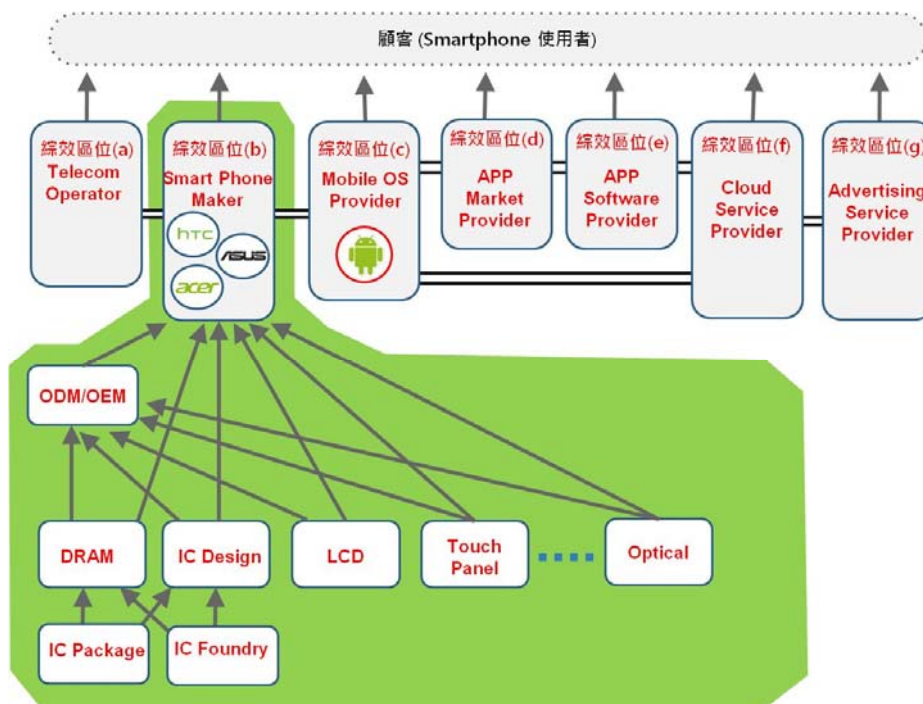 顧客 (Smartphone 使用者)
綜效區位(a)
Telecom
Operator
綜效區位(b)
Smart Phone
Maker
hTC
ASUS
acer
綜效區位(c)
Mobile OS
Provider
綜效區位(d)
APP
Market
Provider
綜效區位(e)
APP
Software
Provider
綜效區位(f)
Cloud
Service
Provider
綜效區位(g)
Advertising
Service
Provider
ODM/OEM
DRAM
IC Design
LCD
Touch
Panel
Optical
IC Package
IC Foundry